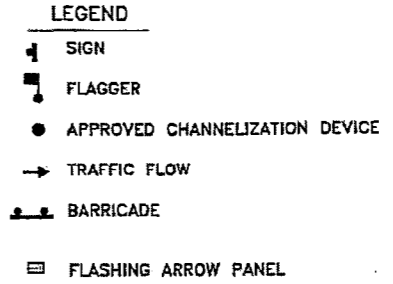 LEGEND
SIGN
FLAGGER
APPROVED CHANNELIZATION DEVICE
TRAFFIC FLOW
BARRICADE
FLASHING ARROW PANEL